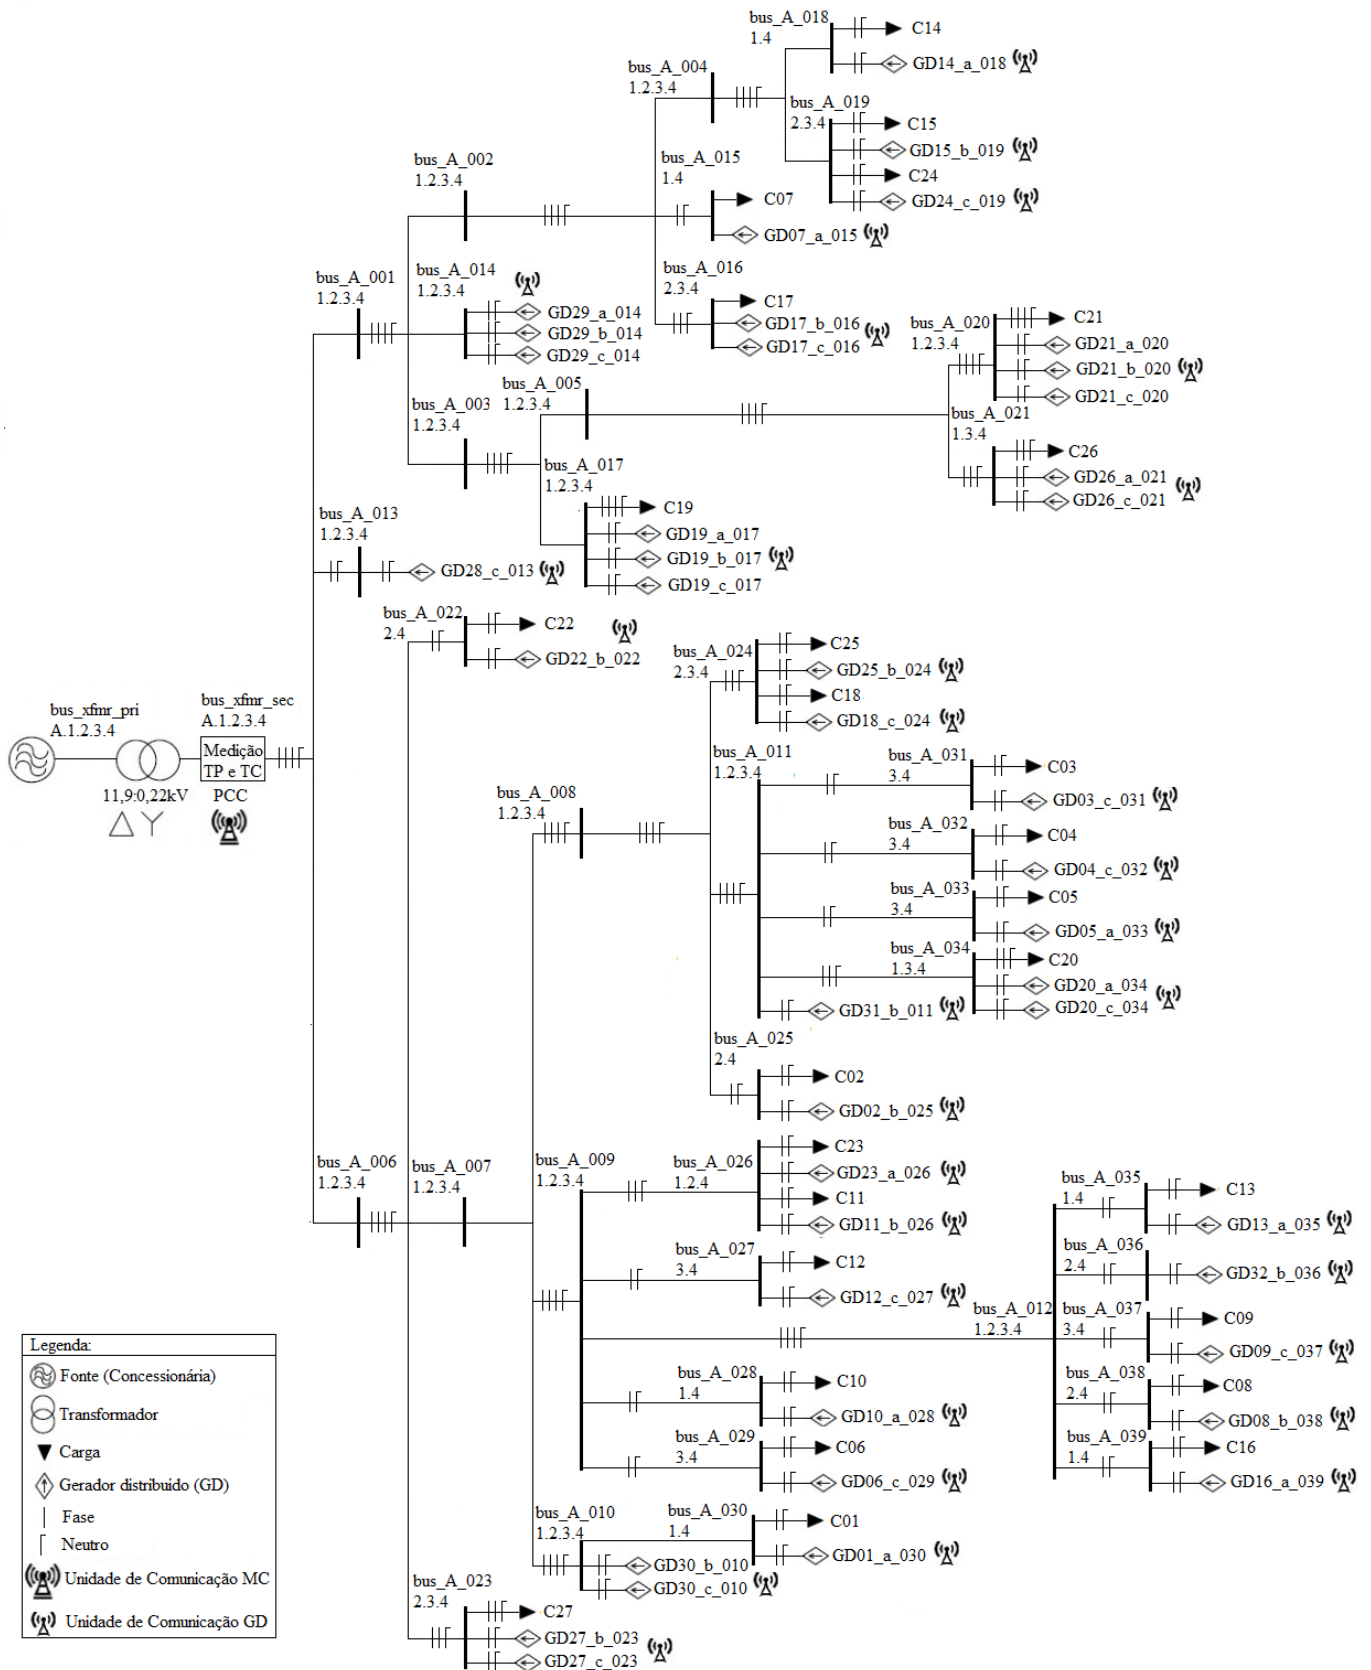 bus_A_018
1.4
C14
GD14_a_018
bus_A_004
1.2.3.4
bus_A_019
2.3.4
C15
GD15_b_019
C24
GD24_c_019
bus_A_002
1.2.3.4
bus_A_015
1.4
C07
GD07_a_015
bus_A_016
2.3.4
C17
GD17_b_016
GD17_c_016
bus_A_001
1.2.3.4
bus_A_014
1.2.3.4
GD29_a_014
GD29_b_014
GD29_c_014
bus_A_020
1.2.3.4
C21
GD21_a_020
GD21_b_020
GD21_c_020
bus_A_003
1.2.3.4
bus_A_005
1.2.3.4
bus_A_021
1.3.4
C26
GD26_a_021
GD26_c_021
bus_A_017
1.2.3.4
C19
GD19_a_017
GD19_b_017
GD19_c_017
bus_A_013
1.2.3.4
GD28_c_013
bus_A_022
2.4
C22
GD22_b_022
bus_A_024
2.3.4
C25
GD25_b_024
C18
GD18_c_024
bus_xfmr_pri
A.1.2.3.4
bus_xfmr_sec
A.1.2.3.4
Medição
TP e TC
11,9:0,22kV
PCC
bus_A_011
1.2.3.4
bus_A_031
3.4
C03
GD03_c_031
bus_A_008
1.2.3.4
bus_A_032
3.4
C04
GD04_c_032
bus_A_033
3.4
C05
GD05_a_033
bus_A_034
1.3.4
C20
GD20_a_034
GD20_c_034
GD31_b_011
bus_A_025
2.4
C02
GD02_b_025
bus_A_006
1.2.3.4
bus_A_007
1.2.3.4
bus_A_009
1.2.3.4
bus_A_026
1.2.4
C23
GD23_a_026
C11
GD11_b_026
bus_A_027
3.4
C12
GD12_c_027
bus_A_012
1.2.3.4
bus_A_035
1.4
C13
GD13_a_035
bus_A_036
2.4
GD32_b_036
bus_A_037
3.4
C09
GD09_c_037
bus_A_038
2.4
C08
GD08_b_038
bus_A_039
1.4
C16
GD16_a_039
bus_A_028
1.4
C10
GD10_a_028
bus_A_029
3.4
C06
GD06_c_029
bus_A_010
1.2.3.4
bus_A_030
1.4
C01
GD01_a_030
GD30_b_010
GD30_c_010
bus_A_023
2.3.4
C27
GD27_b_023
GD27_c_023
Legenda:
Fonte (Concessionária)
Transformador
Carga
Gerador distribuído (GD)
Fase
Neutro
Unidade de Comunicação MC
Unidade de Comunicação GD